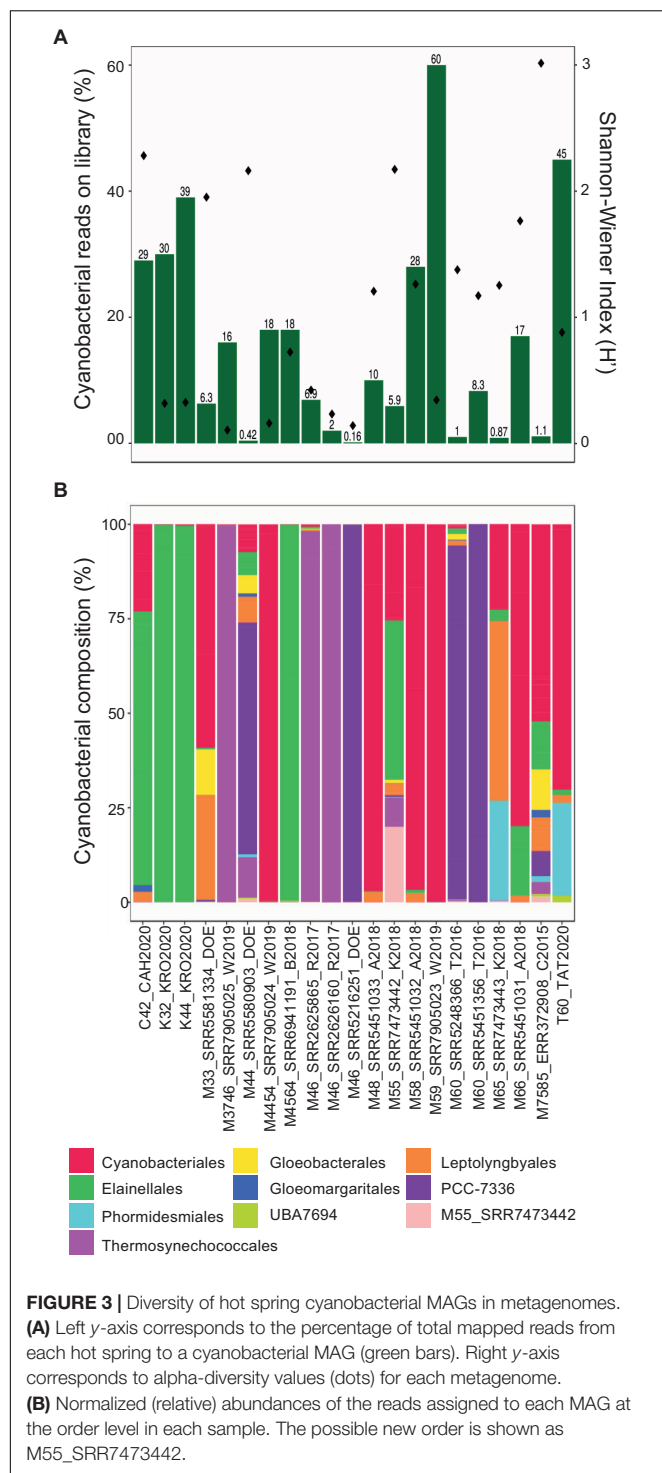 A
Cyanobacterial reads on library (%)
60
40
20
00
29
30
39
6.3
16
0.42
18
18
6.9
2
0.16
10
5.9
28
60
1
8.3
0.87
17
1.1
45
3
2
1
0
Shannon-Wiener Index (H')
B
Cyanobacterial composition (%)
100
75
50
25
0
C42_CAH2020
K32_KRO2020
K44_KRO2020
M33_SRR5581334_DOE
M3746_SRR7905025_W2019
M44_SRR5580903_DOE
M4454_SRR7905024_W2019
M4564_SRR6941191_B2018
M46_SRR2625865_R2017
M46_SRR2626160_R2017
M46_SRR5216251_DOE
M48_SRR5451033_A2018
M55_SRR7473442_K2018
M58_SRR5451032_A2018
M59_SRR7905023_W2019
M60_SRR5248366_T2016
M60_SRR5451356_T2016
M65_SRR7473443_K2018
M66_SRR5451031_A2018
M7585_ERR372908_C2015
T60_TAT2020
Cyanobacteriales Gloeobacterales Leptolyngbyales
Elainellales Gloeomargaritales PCC-7336
Phormidesmiales UBA7694 M55_SRR7473442
Thermosynechococcales
FIGURE 3 | Diversity of hot spring cyanobacterial MAGs in metagenomes.
(A) Left y-axis corresponds to the percentage of total mapped reads from
each hot spring to a cyanobacterial MAG (green bars). Right y-axis
corresponds to alpha-diversity values (dots) for each metagenome.
(B) Normalized (relative) abundances of the reads assigned to each MAG at
the order level in each sample. The possible new order is shown as
M55_SRR7473442.